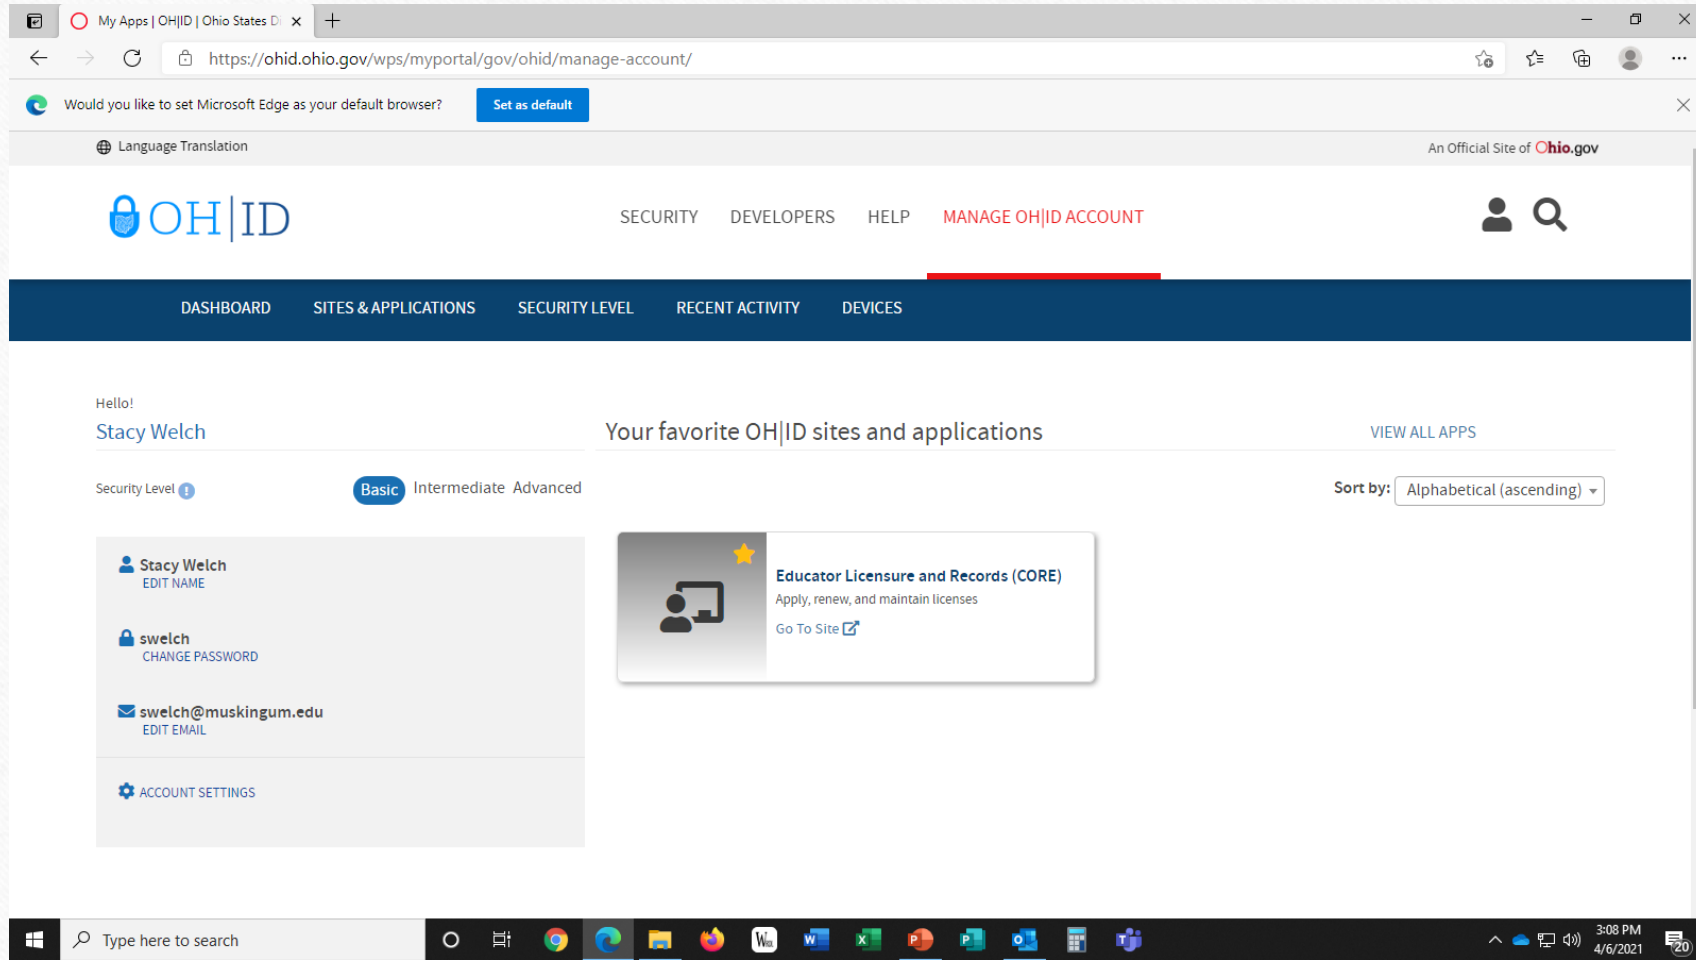 My Apps | OH|ID | Ohio States Di
https://ohid.ohio.gov/wps/myportal/gov/ohid/manage-account/
Would you like to set Microsoft Edge as your default browser? Set as default
Language Translation An Official Site of Ohio.gov
OH|ID SECURITY DEVELOPERS HELP MANAGE OH|ID ACCOUNT
DASHBOARD SITES & APPLICATIONS SECURITY LEVEL RECENT ACTIVITY DEVICES
Hello!
Stacy Welch Your favorite OH|ID sites and applications VIEW ALL APPS
Security Level Basic Intermediate Advanced Sort by: Alphabetical (ascending)
Stacy Welch
EDIT NAME
swelch
CHANGE PASSWORD
swelch@muskingum.edu
EDIT EMAIL
ACCOUNT SETTINGS
Educator Licensure and Records (CORE)
Apply, renew, and maintain licenses
Go To Site
Type here to search
3:08 PM
4/6/2021
20